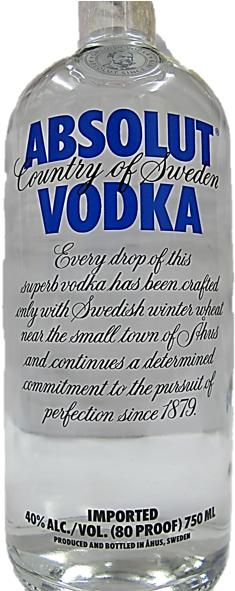 ABSOLUT®
Country of Sweden
VODKA
Every drop of this
superb vodka has been crafted
only with Swedish winter wheat
near the small town of Åhus
and continues a determined
commitment to the pursuit of
perfection since 1879.
IMPORTED
40% ALC./VOL. (80 PROOF) 750 ML
PRODUCED AND BOTTLED IN ÅHUS, SWEDEN